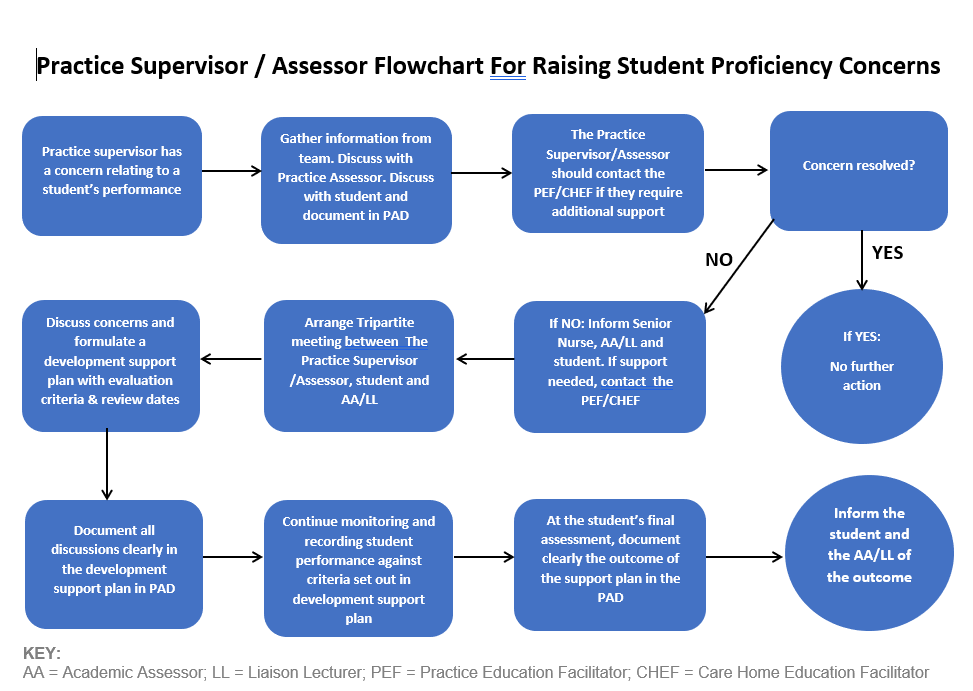 Practice Supervisor / Assessor Flowchart For Raising Student Proficiency Concerns
Practice supervisor has
a concern relating to a
student's performance
Gather information from
team. Discuss with
Practice Assessor. Discuss
with student and
document in PAD
The Practice
Supervisor/Assessor
should contact the
PEF/CHEF if they require
additional support
Concern resolved?
NO
YES
If YES:
No further
action
If NO: Inform Senior
Nurse, AA/LL and
student. If support
needed, contact  the
PEF/CHEF
Arrange Tripartite
meeting between  The
Practice Supervisor
/Assessor, student and
AA/LL
Discuss concerns and
formulate a
development support
plan with evaluation
criteria & review dates
Document all
discussions clearly in
the development
support plan in PAD
Continue monitoring and
recording student
performance against
criteria set out in
development support
plan
At the student's final
assessment, document
clearly the outcome of
the support plan in the
PAD
Inform the
student and
the AA/LL of
the outcome
KEY:
AA = Academic Assessor; LL = Liaison Lecturer; PEF = Practice Education Facilitator; CHEF = Care Home Education Facilitator